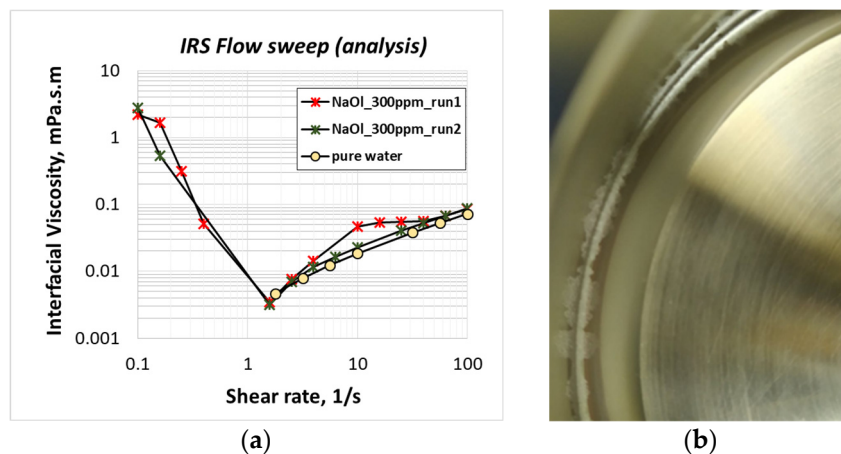 IRS Flow sweep (analysis)
10
1
0.1
0.01
0.001
Interfacial Viscosity, mPa.s.m
NaOl_300ppm_run1
NaOl_300ppm_run2
pure water
0.1 1 10 100
Shear rate, 1/s
(a) (b)